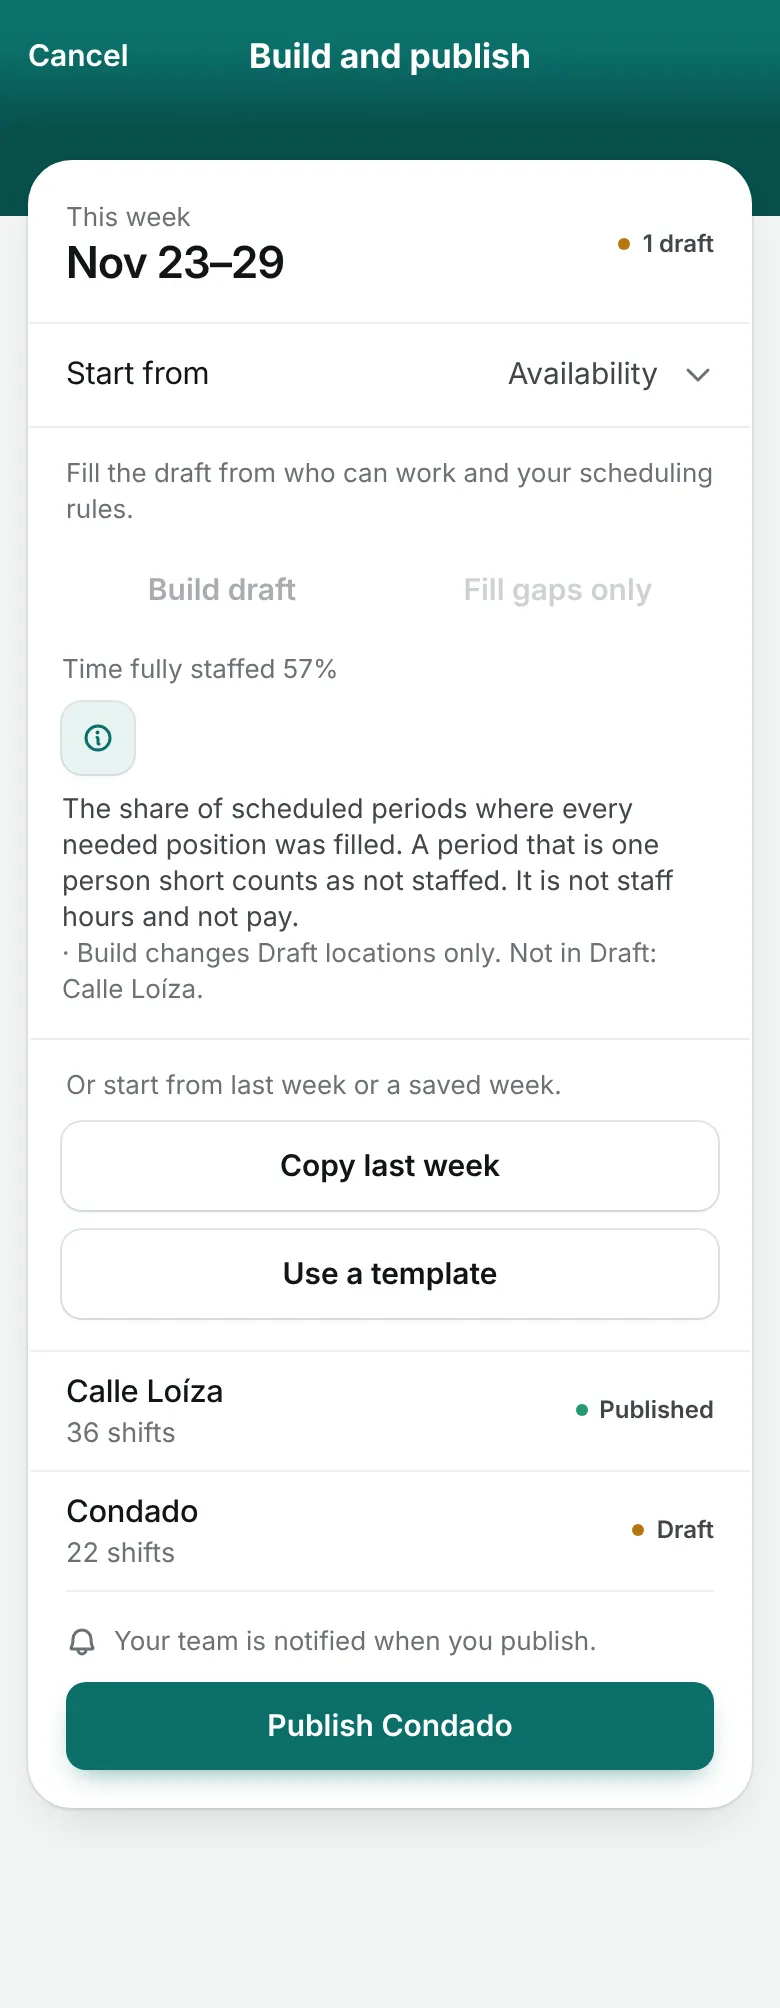 Cancel
Build and publish
This week
Nov 23–29
1 draft
Start from
Availability
Fill the draft from who can work and your scheduling
rules.
Build draft
Fill gaps only
Time fully staffed 57%
The share of scheduled periods where every
needed position was filled. A period that is one
person short counts as not staffed. It is not staff
hours and not pay.
· Build changes Draft locations only. Not in Draft:
Calle Loíza.
Or start from last week or a saved week.
Copy last week
Use a template
Calle Loíza
36 shifts
Published
Condado
22 shifts
Draft
Your team is notified when you publish.
Publish Condado